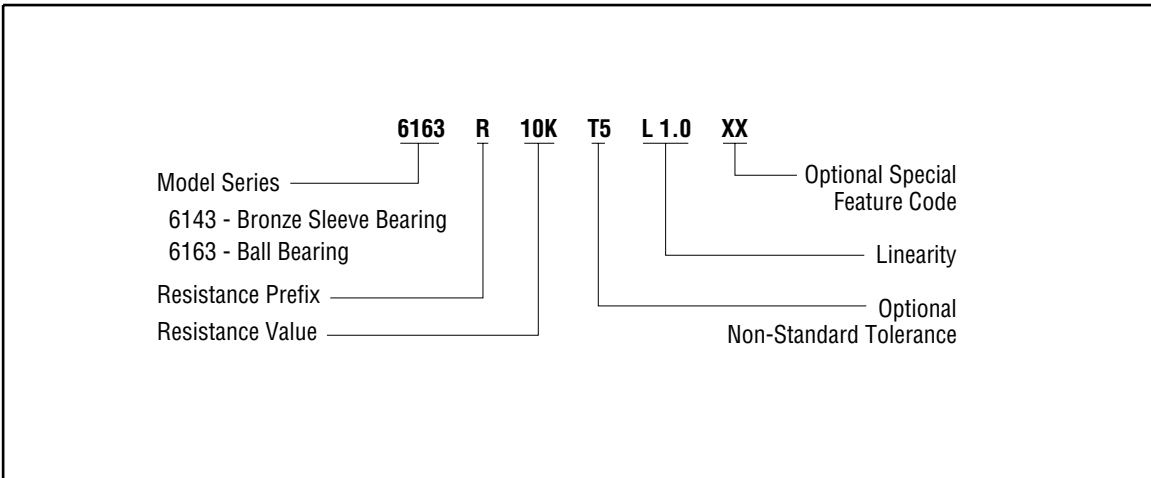 6163 R 10K T5 L 1.0 XX
Model Series
6143 - Bronze Sleeve Bearing
6163 - Ball Bearing
Resistance Prefix
Resistance Value
Optional Special
Feature Code
Linearity
Optional
Non-Standard Tolerance